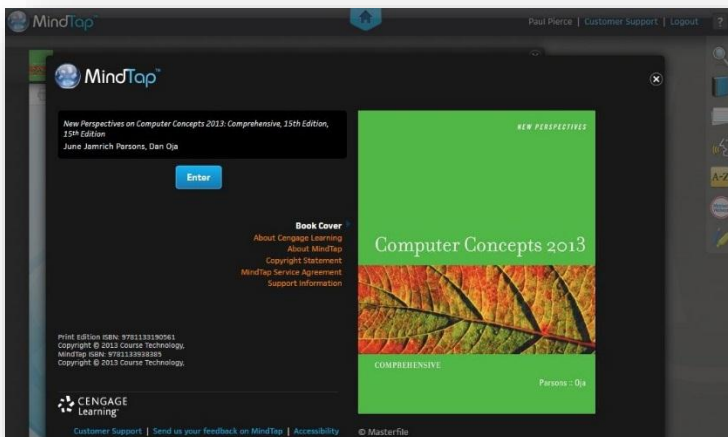 MindTap™
Paul Pierce | Customer Support | Logout ?
MindTap™
New Perspectives on Computer Concepts 2013: Comprehensive, 15th Edition,
15th Edition
June Jamrich Parsons, Dan Oja
Enter
Book Cover
About Cengage Learning
About MindTap
Copyright Statement
MindTap Service Agreement
Support Information
Print Edition ISBN: 9781133190561
Copyright © 2013 Course Technology,
MindTap ISBN: 9781133938385
Copyright © 2013 Course Technology,
CENGAGE
Learning™
Customer Support | Send us your feedback on MindTap | Accessibility
NEW PERSPECTIVES
Computer Concepts 2013
COMPREHENSIVE
Parsons : Oja
© Masterfile
A-Z